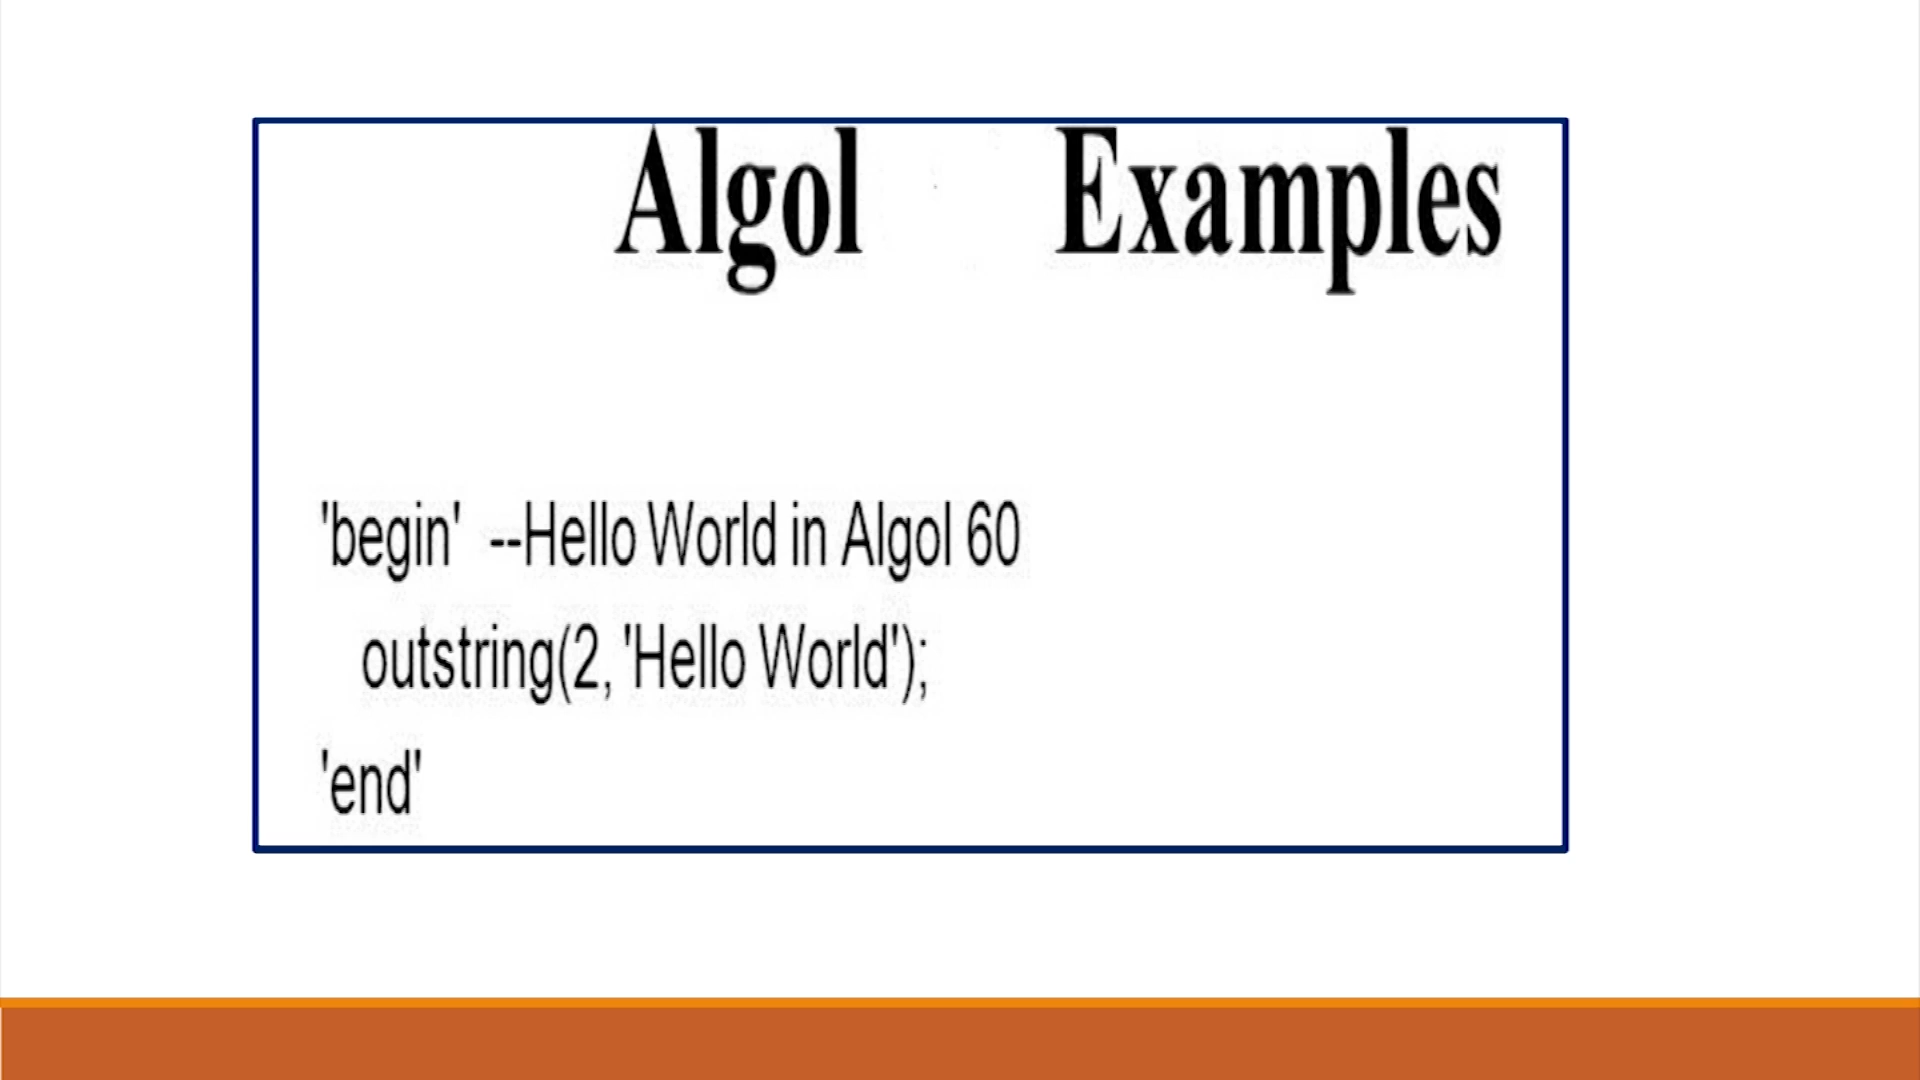 Algol Examples
'begin' --Hello World in Algol 60
outstring(2, 'Hello World');
'end'